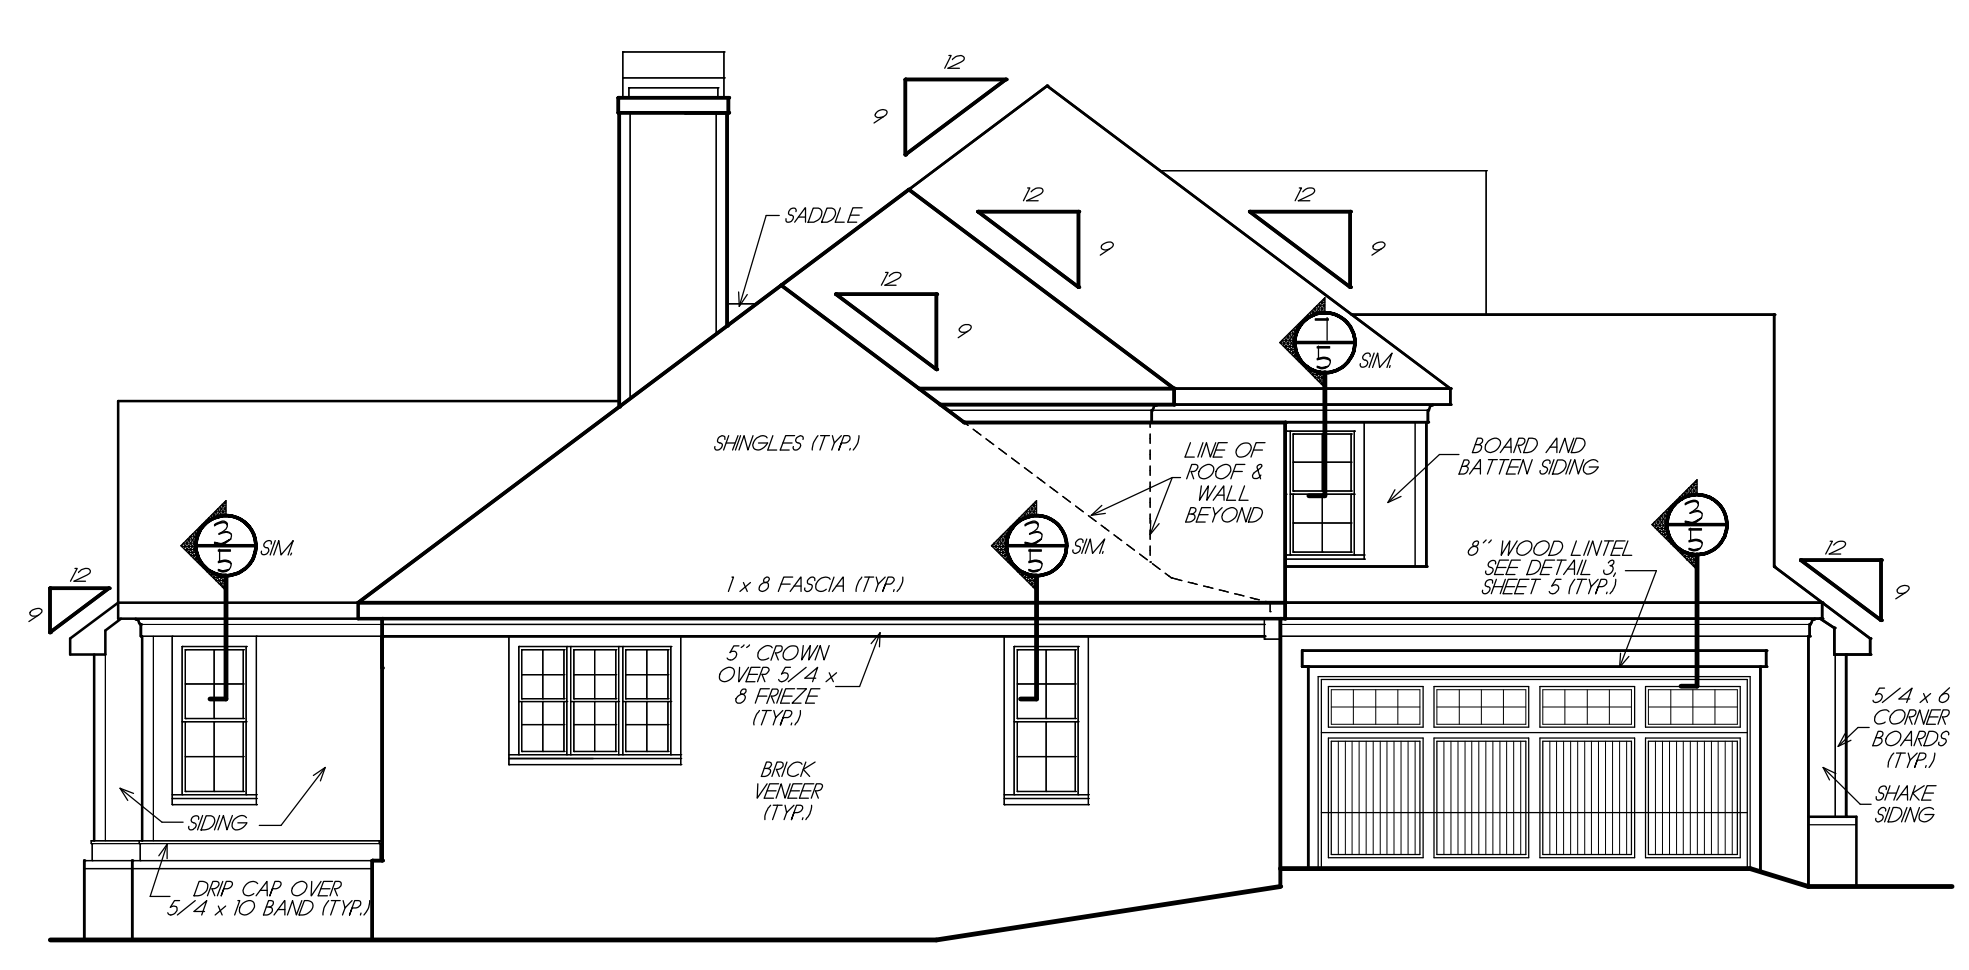 12
9
SADDLE
12
9
12
9
12
9
7
5
SIM.
SHINGLES (TYP.)
LINE OF
ROOF &
WALL
BEYOND
BOARD AND
BATTEN SIDING
3
5
SIM.
3
5
SIM.
3
5
8" WOOD LINTEL
SEE DETAIL 3,
SHEET 5 (TYP.)
12
9
1 x 8 FASCIA (TYP.)
12
9
5" CROWN
OVER 5/4 x
8 FRIEZE
(TYP.)
5/4 x 6
CORNER
BOARDS
(TYP.)
BRICK
VENEER
(TYP.)
SHAKE
SIDING
SIDING
DRIP CAP OVER
5/4 x 10 BAND (TYP.)